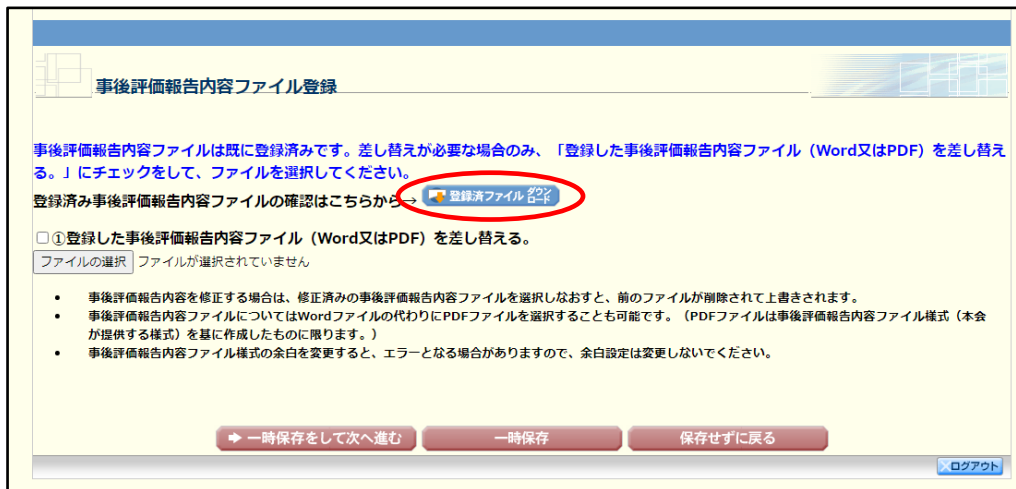 事後評価報告内容ファイル登録
事後評価報告内容ファイルは既に登録済みです。差し替えが必要な場合のみ、「登録した事後評価報告内容ファイル（Word又はPDF）を差し替え
る。」にチェックをして、ファイルを選択してください。
登録済み事後評価報告内容ファイルの確認はこちらから→ 登録済ファイル ダウンロード
①登録した事後評価報告内容ファイル（Word又はPDF）を差し替える。
ファイルの選択 ファイルが選択されていません
• 事後評価報告内容を修正する場合は、修正済みの事後評価報告内容ファイルを選択しなおすと、前のファイルが削除されて上書きされます。
• 事後評価報告内容ファイルについてはWordファイルの代わりにPDFファイルを選択することも可能です。（PDFファイルは事後評価報告内容ファイル様式（本会
が提供する様式）を基に作成したものに限ります。）
• 事後評価報告内容ファイル様式の余白を変更すると、エラーとなる場合がありますので、余白設定は変更しないでください。
一時保存をして次へ進む 一時保存 保存せずに戻る
ログアウト